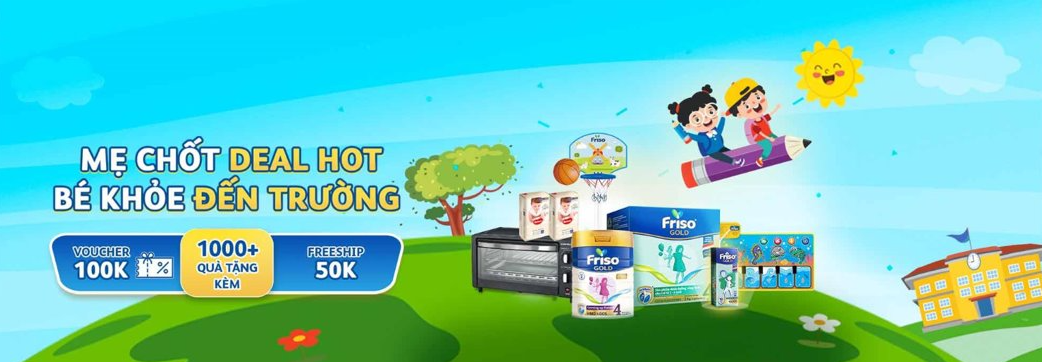 MẸ CHỐT DEAL HOT
BÉ KHỎE ĐẾN TRƯỜNG
VOUCHER
100K
%
1000+
QUÀ TẶNG
KÈM
FREESHIP
50K
Friso
Friso
GOLD
4
Friso
GOLD
Friso